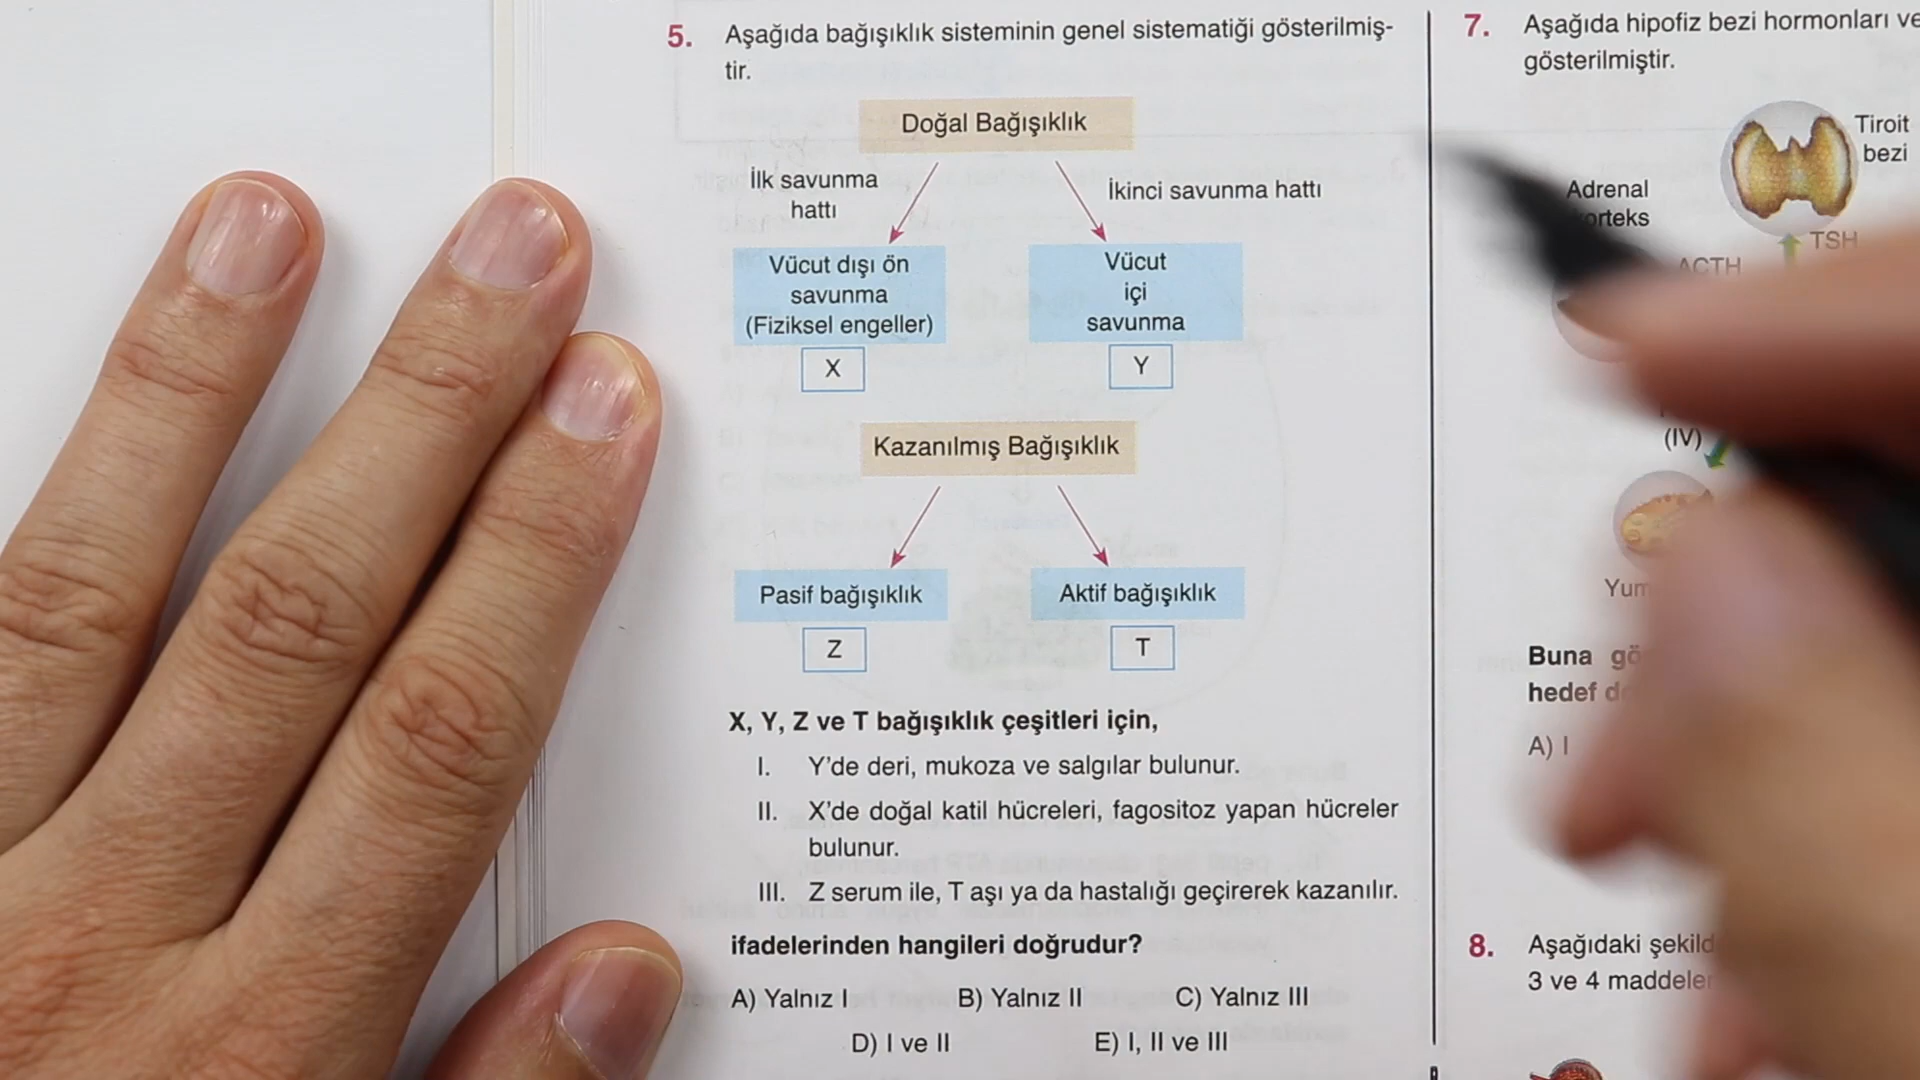 5. Aşağıda bağışıklık sisteminin genel sistematiği gösterilmiş-
tir.
Doğal Bağışıklık
İlk savunma
hattı
İkinci savunma hattı
Vücut dışı ön
savunma
(Fiziksel engeller)
X
Vücut
içi
savunma
Y
Kazanılmış Bağışıklık
Pasif bağışıklık
Z
Aktif bağışıklık
T
X, Y, Z ve T bağışıklık çeşitleri için,
I. Y'de deri, mukoza ve salgılar bulunur.
II. X'de doğal katil hücreleri, fagositoz yapan hücreler
bulunur.
III. Z serum ile, T aşı ya da hastalığı geçirerek kazanılır.
ifadelerinden hangileri doğrudur?
A) Yalnız I B) Yalnız II C) Yalnız III
D) I ve II E) I, II ve III
7. Aşağıda hipofiz bezi hormonları ve
gösterilmiştir.
Tiroit
bezi
Adrenal
TSH
ACTH
(IV)
Buna
hedef
A) I
8. Aşağıdaki
3 ve 4